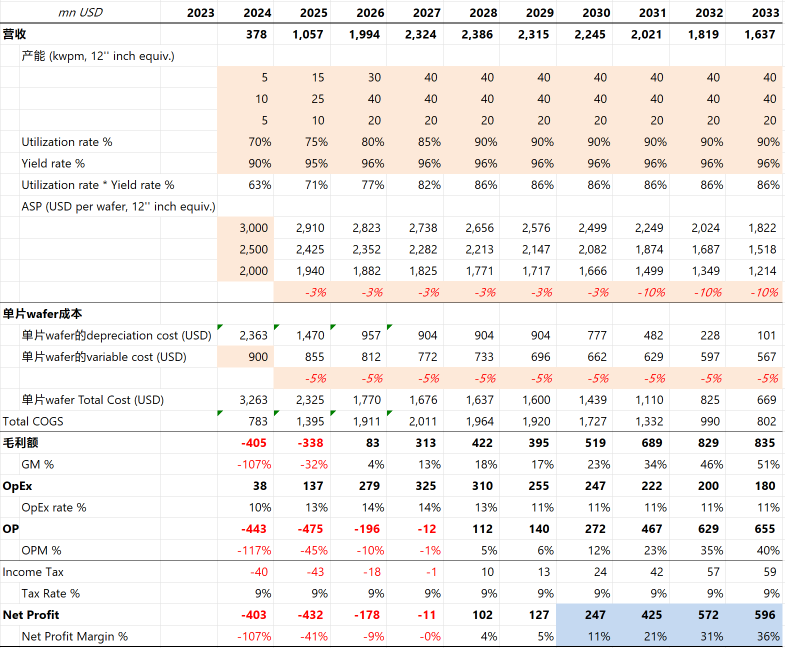 mn USD 2023 2024 2025 2026 2027 2028 2029 2030 2031 2032 2033
营收 378 1,057 1,994 2,324 2,386 2,315 2,245 2,021 1,819 1,637
产能 (kwpm, 12'' inch equiv.)
5 15 30 40 40 40 40 40 40 40
10 25 40 40 40 40 40 40 40 40
5 10 20 20 20 20 20 20 20 20
Utilization rate % 70% 75% 80% 85% 90% 90% 90% 90% 90% 90%
Yield rate % 90% 95% 96% 96% 96% 96% 96% 96% 96% 96%
Utilization rate * Yield rate % 63% 71% 77% 82% 86% 86% 86% 86% 86% 86%
ASP (USD per wafer, 12'' inch equiv.)
3,000 2,910 2,823 2,738 2,656 2,576 2,499 2,249 2,024 1,822
2,500 2,425 2,352 2,282 2,213 2,147 2,082 1,874 1,687 1,518
2,000 1,940 1,882 1,825 1,771 1,717 1,666 1,499 1,349 1,214
-3% -3% -3% -3% -3% -3% -10% -10% -10%
单片wafer成本
单片wafer的depreciation cost (USD) 2,363 1,470 957 904 904 904 777 482 228 101
单片wafer的variable cost (USD) 900 855 812 772 733 696 662 629 597 567
-5% -5% -5% -5% -5% -5% -5% -5% -5%
单片wafer Total Cost (USD) 3,263 2,325 1,770 1,676 1,637 1,600 1,439 1,110 825 669
Total COGS 783 1,395 1,911 2,011 1,964 1,920 1,727 1,332 990 802
毛利额 -405 -338 83 313 422 395 519 689 829 835
GM % -107% -32% 4% 13% 18% 17% 23% 34% 46% 51%
OpEx 38 137 279 325 310 255 247 222 200 180
OpEx rate % 10% 13% 14% 14% 13% 11% 11% 11% 11% 11%
OP -443 -475 -196 -12 112 140 272 467 629 655
OPM % -117% -45% -10% -1% 5% 6% 12% 23% 35% 40%
Income Tax -40 -43 -18 -1 10 13 24 42 57 59
Tax Rate % 9% 9% 9% 9% 9% 9% 9% 9% 9% 9%
Net Profit -403 -432 -178 -11 102 127 247 425 572 596
Net Profit Margin % -107% -41% -9% -0% 4% 5% 11% 21% 31% 36%